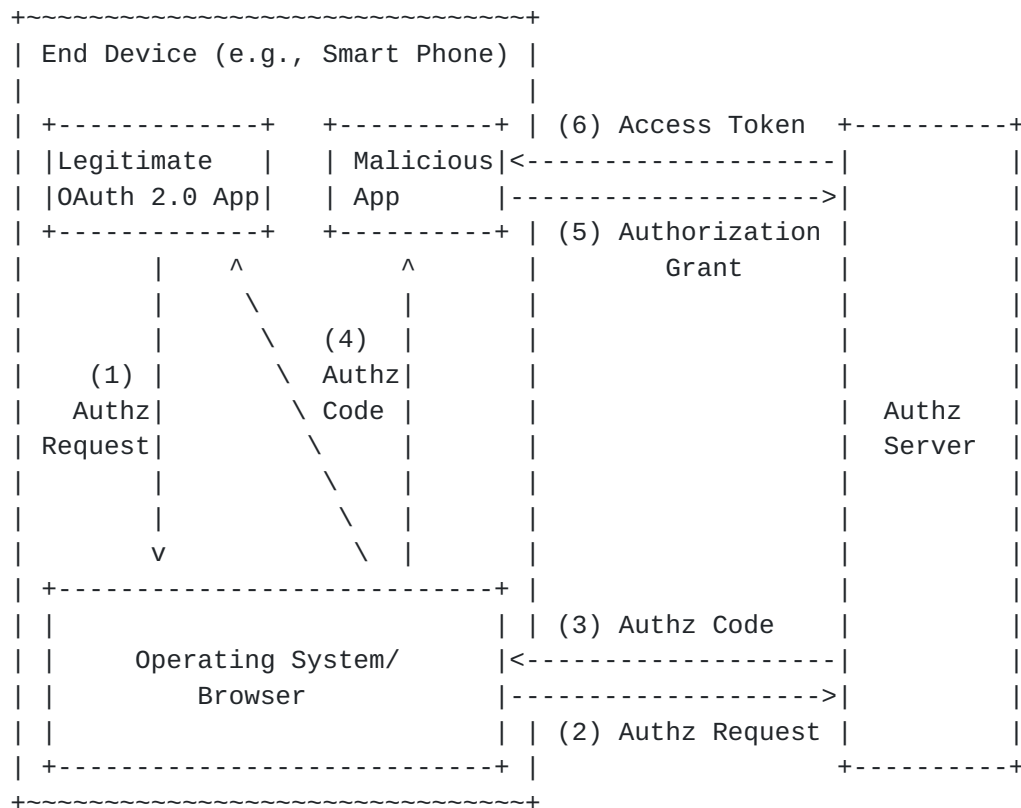 +~~~~~~~~~~~~~~~~~~~~~~~~~~~~~~~~+
| End Device (e.g., Smart Phone) |
|                                |
| +-------------+   +----------+ | (6) Access Token  +----------+
| |Legitimate   |   | Malicious|<--------------------|          |
| |OAuth 2.0 App|   | App      |-------------------->|          |
| +-------------+   +----------+ | (5) Authorization |          |
|        |    ^          ^       |        Grant      |          |
|        |     \         |       |                   |          |
|        |      \   (4)  |       |                   |          |
|    (1) |       \  Authz|       |                   |          |
|   Authz|        \ Code |       |                   |  Authz   |
| Request|         \     |       |                   |  Server  |
|        |          \    |       |                   |          |
|        |           \   |       |                   |          |
|        v            \  |       |                   |          |
| +----------------------------+ |                   |          |
| |                            | | (3) Authz Code    |          |
| |     Operating System/      |<--------------------|          |
| |         Browser            |-------------------->|          |
| |                            | | (2) Authz Request |          |
| +----------------------------+ |                   +----------+
+~~~~~~~~~~~~~~~~~~~~~~~~~~~~~~~~+